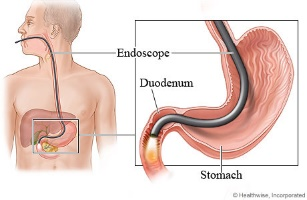 Endoscope
Duodenum
Stomach
© Healthwise, Incorporated